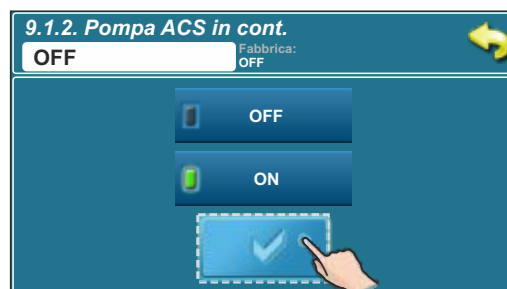 9.1.2. Pompa ACS in cont.
OFF
Fabbrica:
OFF
OFF
ON